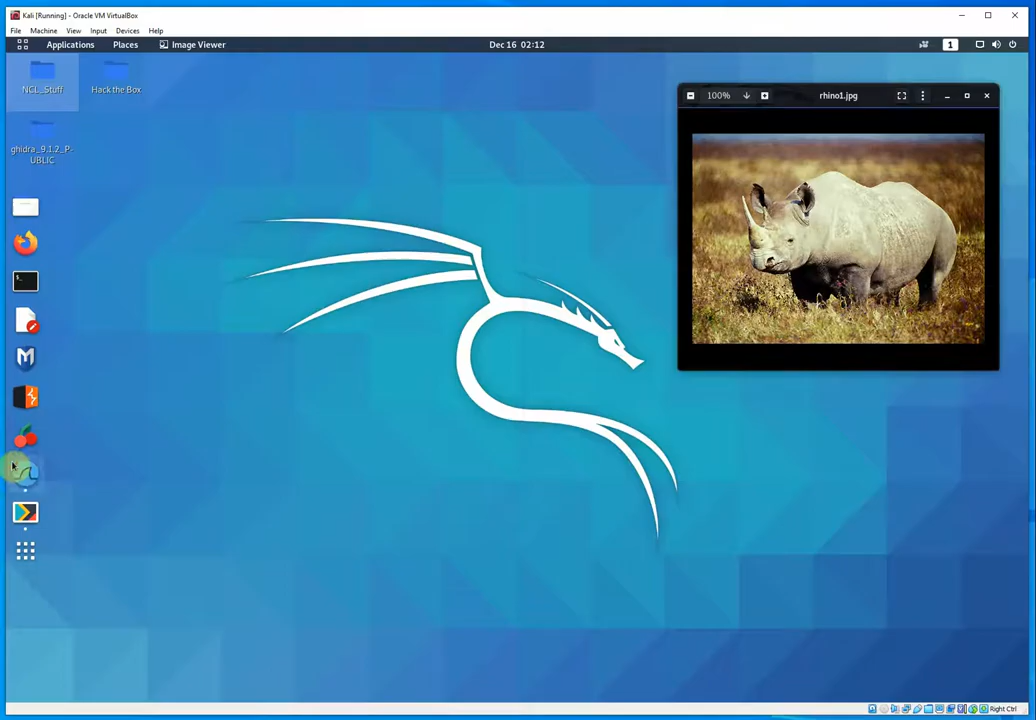 Kali [Running] - Oracle VM VirtualBox
File Machine View Input Devices Help
Applications Places Image Viewer Dec 16 02:12 1
NCL_Stuff Hack the Box
100% rhino1.jpg
ghidra_9.1.2_P-
UBLIC
Right Ctrl